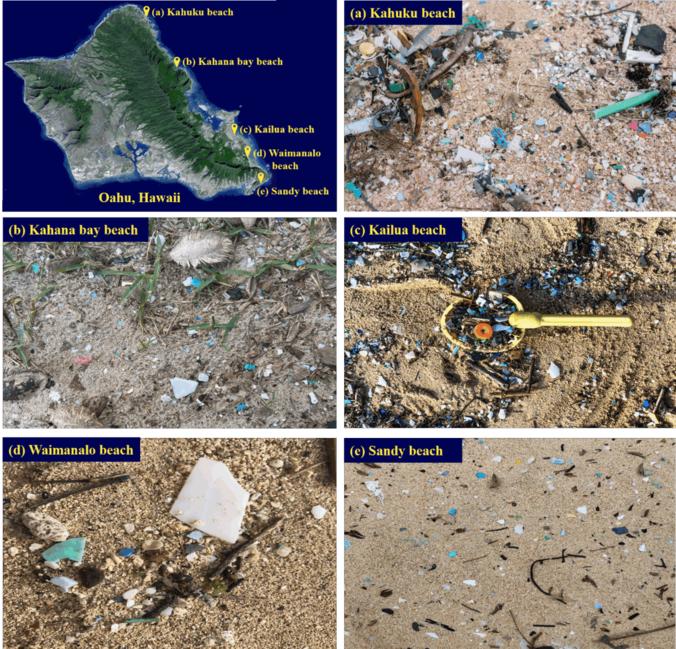 (a) Kahuku beach
(b) Kahana bay beach
(c) Kailua beach
(d) Waimanalo
beach
(e) Sandy beach
Oahu, Hawaii
(a) Kahuku beach
(b) Kahana bay beach
(c) Kailua beach
(d) Waimanalo beach
(e) Sandy beach